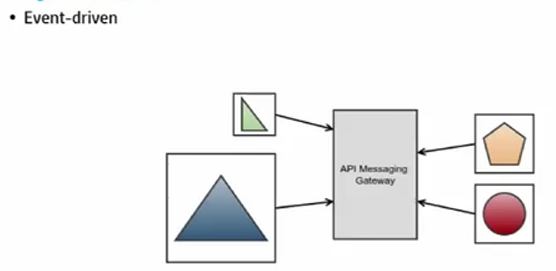 • Event-driven
API Messaging
Gateway